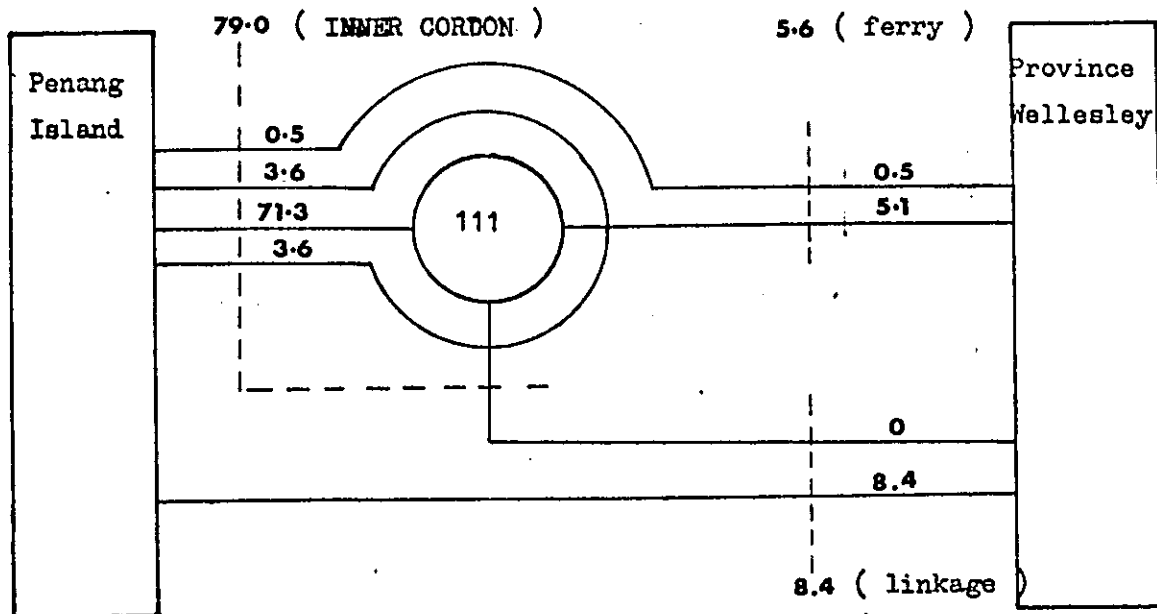 79.0 ( INNER CORDON )
5.6 ( ferry )
Penang
Island
Province
Wellesley
0.5
3.6
71.3
3.6
111
0.5
5.1
0
8.4
8.4 ( linkage )